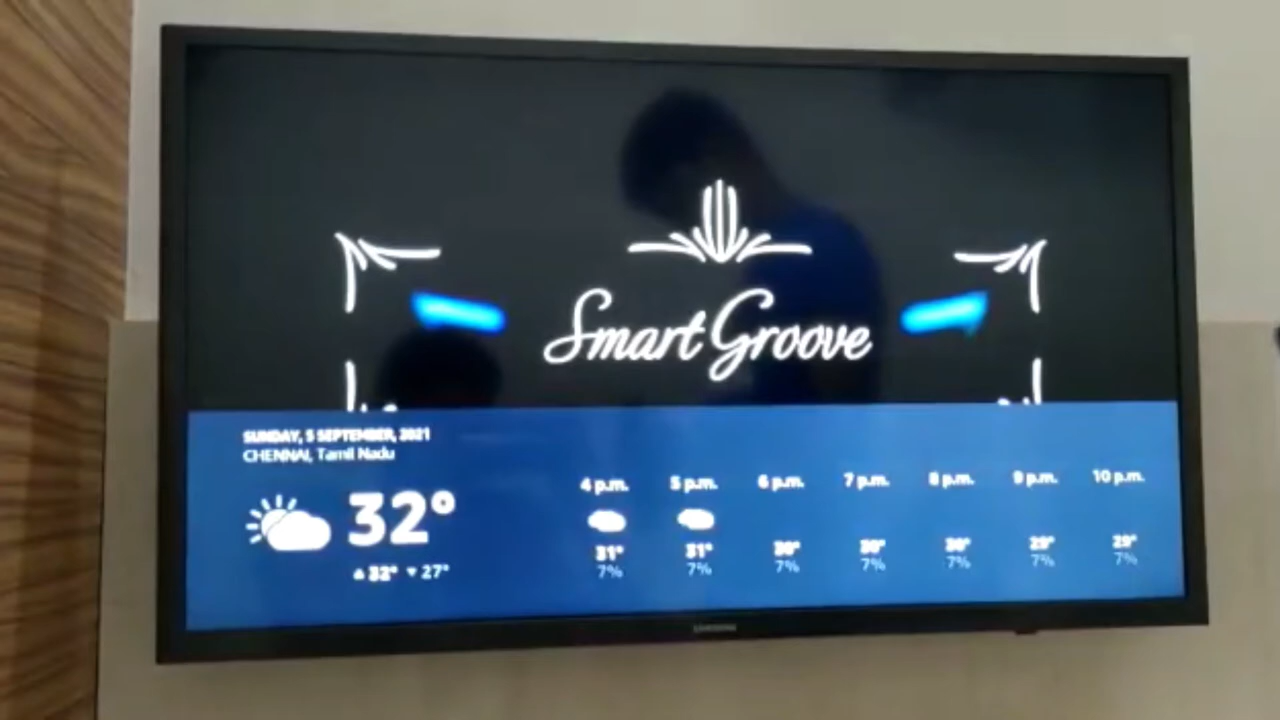 Smart Groove
SUNDAY, 5 SEPTEMBER, 2021
CHENNAI, Tamil Nadu
32°
32° 27°
4 p.m. 5 p.m. 6 p.m. 7 p.m. 8 p.m. 9 p.m. 10 p.m.
31° 31° 30° 30° 30° 29° 29°
7% 7% 7% 7% 7% 7% 7%
SAMSUNG